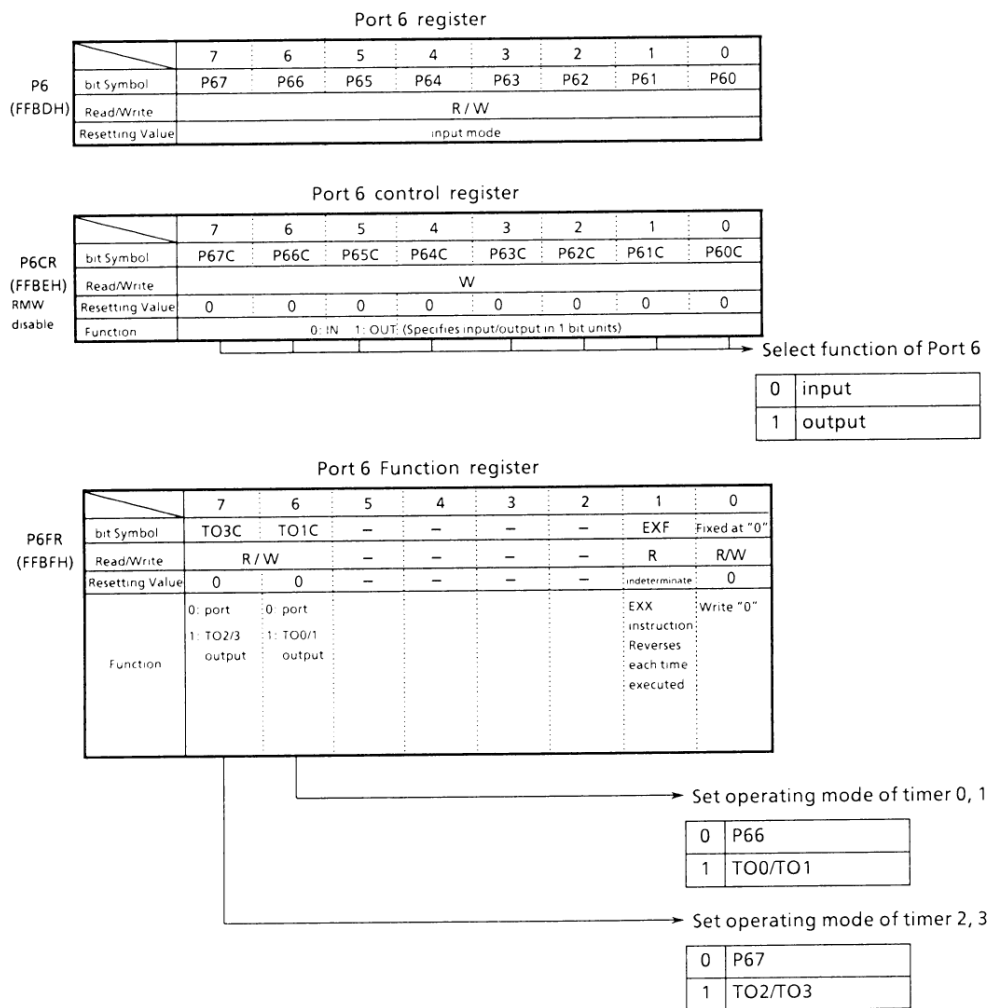 Port 6 register
7 6 5 4 3 2 1 0
P6
(FFBDH)
bit Symbol P67 P66 P65 P64 P63 P62 P61 P60
Read/Write R / W
Resetting Value input mode
Port 6 control register
7 6 5 4 3 2 1 0
P6CR
(FFBEH)
RMW
disable
bit Symbol P67C P66C P65C P64C P63C P62C P61C P60C
Read/Write W
Resetting Value 0 0 0 0 0 0 0 0
Function 0: IN 1: OUT (Specifies input/output in 1 bit units)
Select function of Port 6
0 input
1 output
Port 6 Function register
7 6 5 4 3 2 1 0
P6FR
(FFBFH)
bit Symbol TO3C TO1C – – – – EXF Fixed at "0"
Read/Write R / W – – – – R R/W
Resetting Value 0 0 – – – – indeterminate 0
Function
0: port
1: TO2/3
output
0: port
1: TO0/1
output
EXX
instruction
Reverses
each time
executed
Write "0"
Set operating mode of timer 0, 1
0 P66
1 TO0/TO1
Set operating mode of timer 2, 3
0 P67
1 TO2/TO3